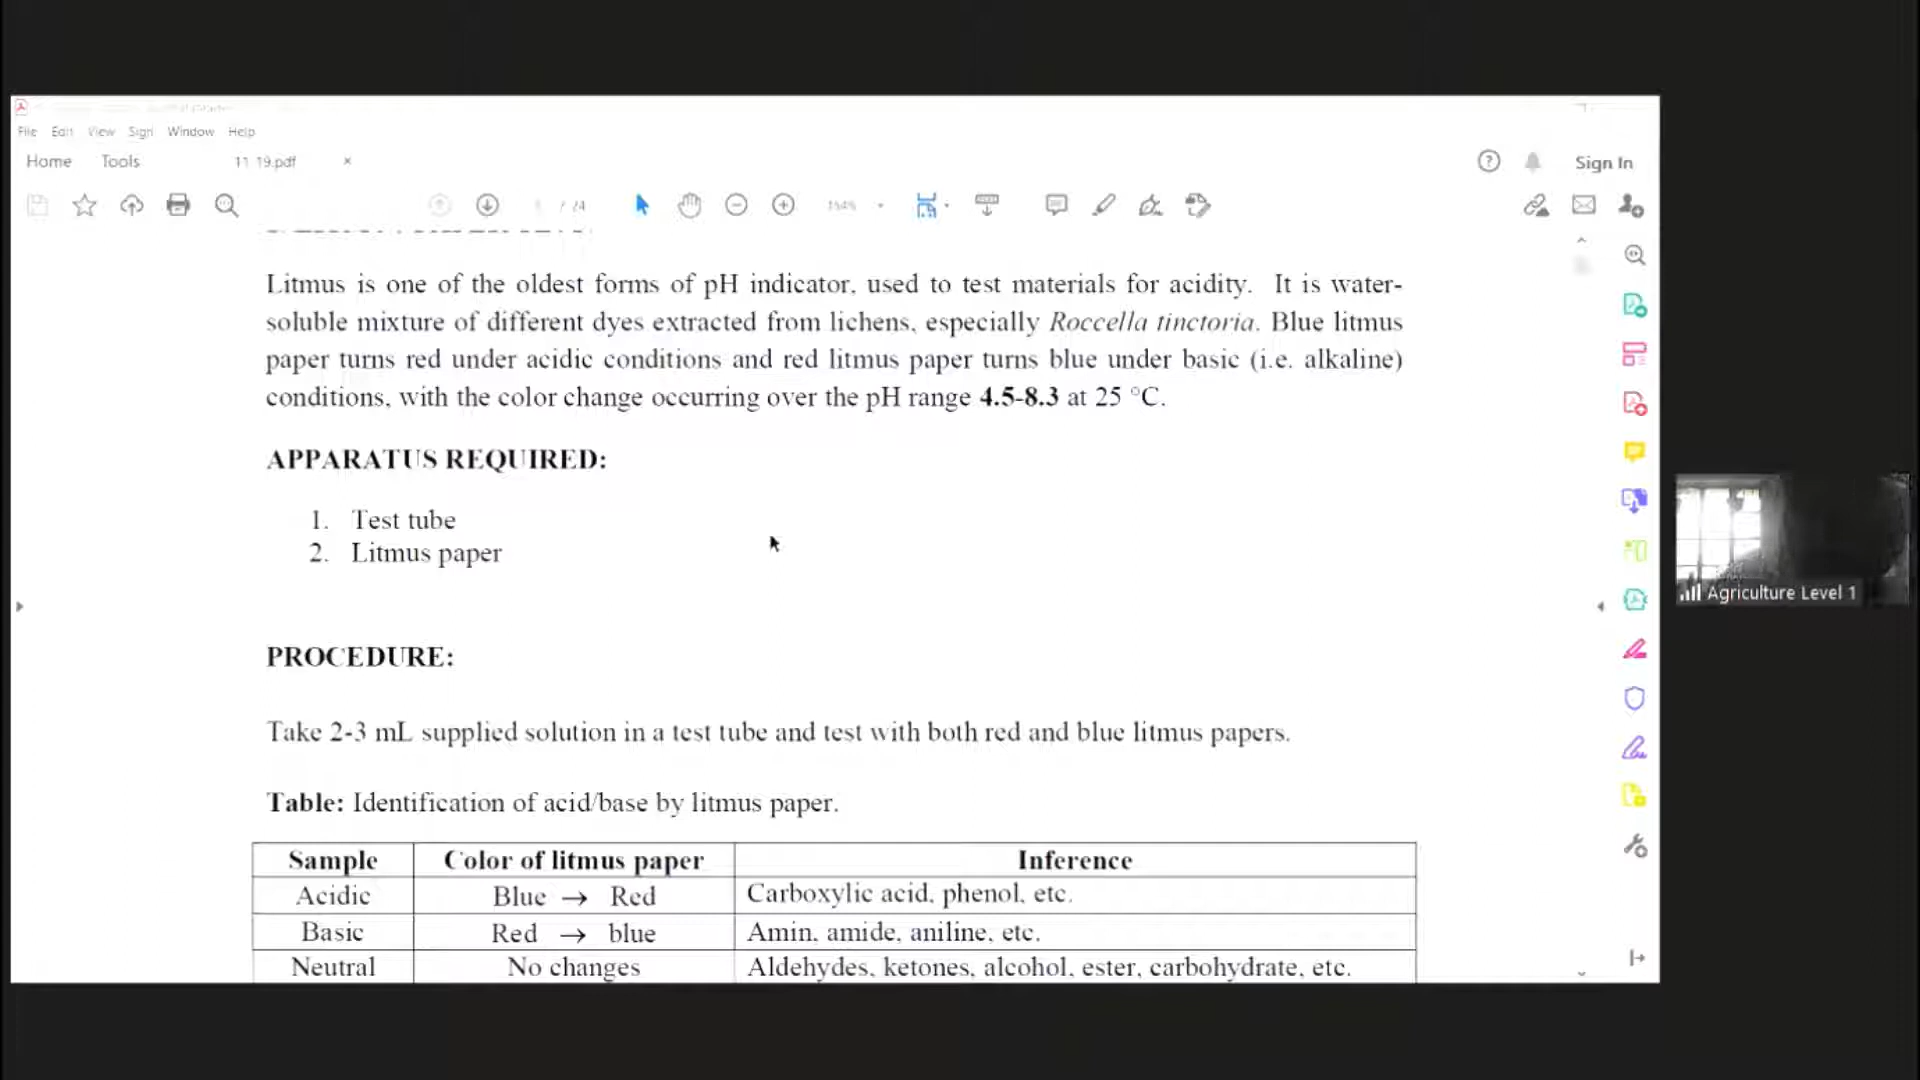 File Edit View Sign Window Help
Home Tools 11 19.pdf ×
Sign In
/ 24
154%
Litmus is one of the oldest forms of pH indicator, used to test materials for acidity. It is water-
soluble mixture of different dyes extracted from lichens, especially Roccella tinctoria. Blue litmus
paper turns red under acidic conditions and red litmus paper turns blue under basic (i.e. alkaline)
conditions, with the color change occurring over the pH range 4.5-8.3 at 25 °C.
APPARATUS REQUIRED:
1. Test tube
2. Litmus paper
PROCEDURE:
Take 2-3 mL supplied solution in a test tube and test with both red and blue litmus papers.
Table: Identification of acid/base by litmus paper.
Sample Color of litmus paper Inference
Acidic Blue → Red Carboxylic acid, phenol, etc.
Basic Red → blue Amin, amide, aniline, etc.
Neutral No changes Aldehydes, ketones, alcohol, ester, carbohydrate, etc.
Agriculture Level 1